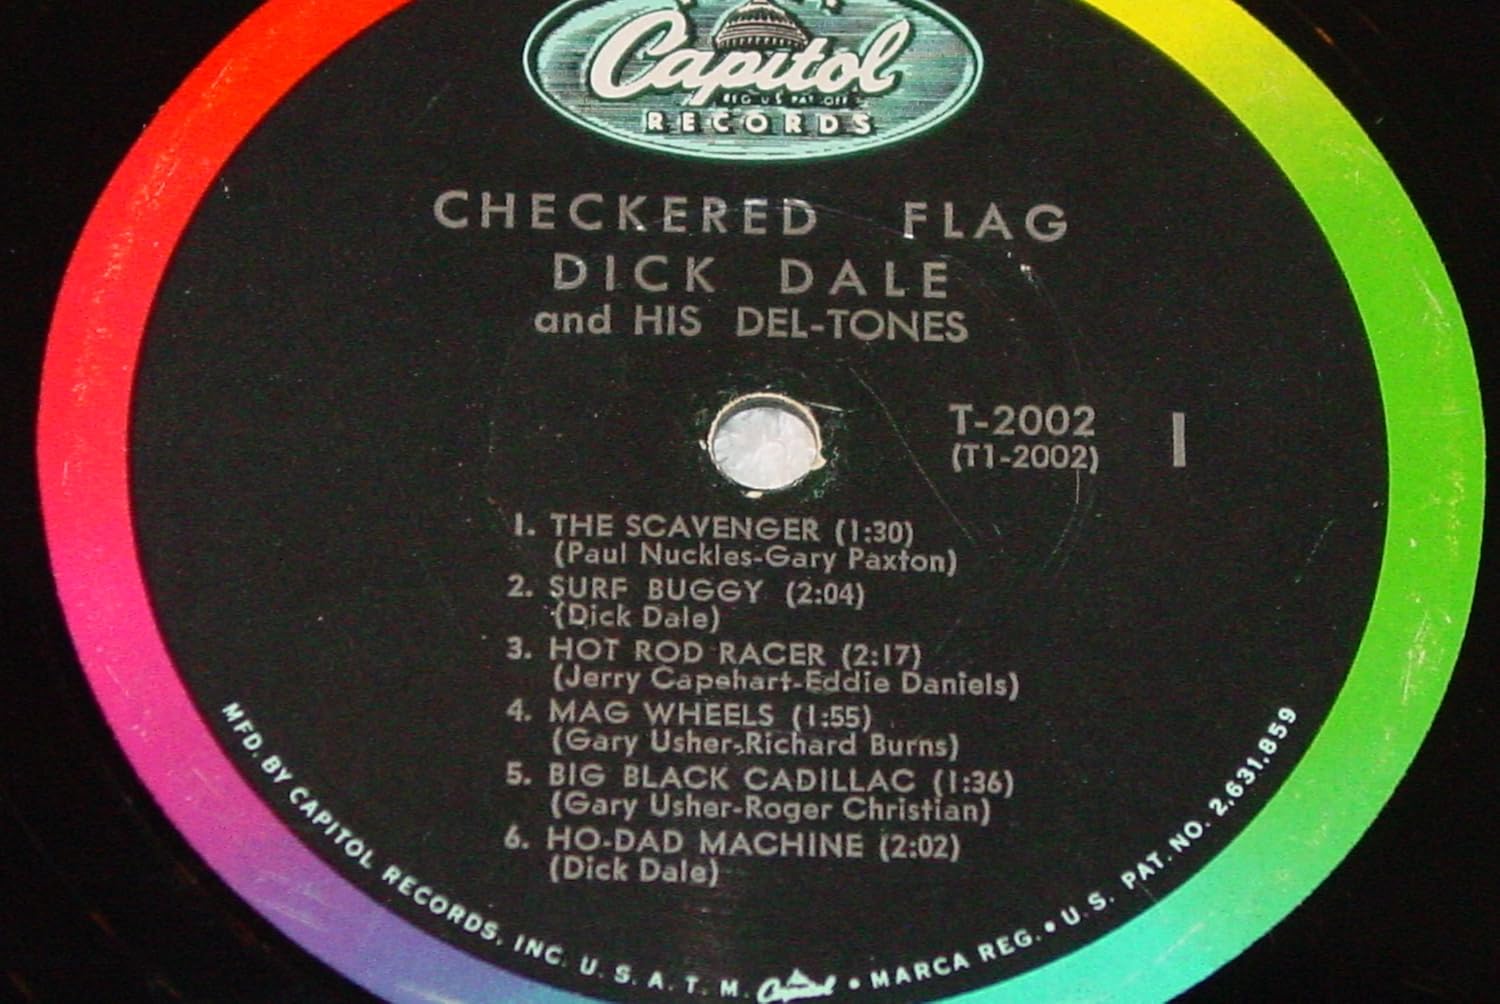 Capitol
REG U S PAT OFF
RECORDS
CHECKERED FLAG
DICK DALE
and HIS DEL-TONES
T-2002
(T1-2002)
1
1. THE SCAVENGER (1:30)
(Paul Nuckles-Gary Paxton)
2. SURF BUGGY (2:04)
(Dick Dale)
3. HOT ROD RACER (2:17)
(Jerry Capehart-Eddie Daniels)
4. MAG WHEELS (1:55)
(Gary Usher-Richard Burns)
5. BIG BLACK CADILLAC (1:36)
(Gary Usher-Roger Christian)
6. HO-DAD MACHINE (2:02)
(Dick Dale)
MFD. BY CAPITOL RECORDS, INC. U. S. A. T. M. Capitol • MARCA REG. • U.S. PAT. NO. 2,631,859